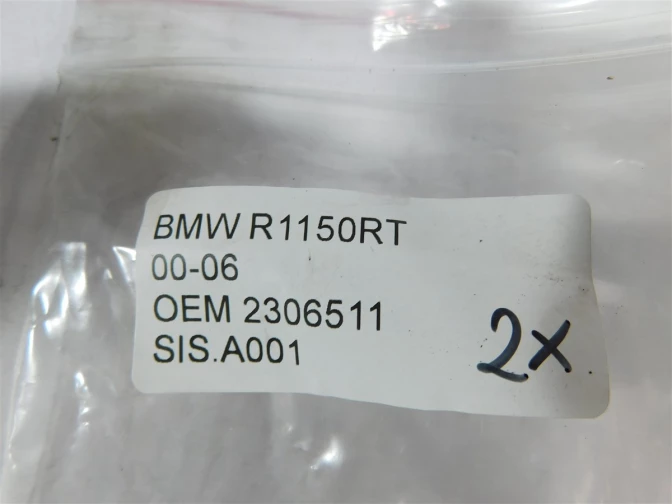 BMW R1150RT
00-06
OEM 2306511
SIS.A001
2x